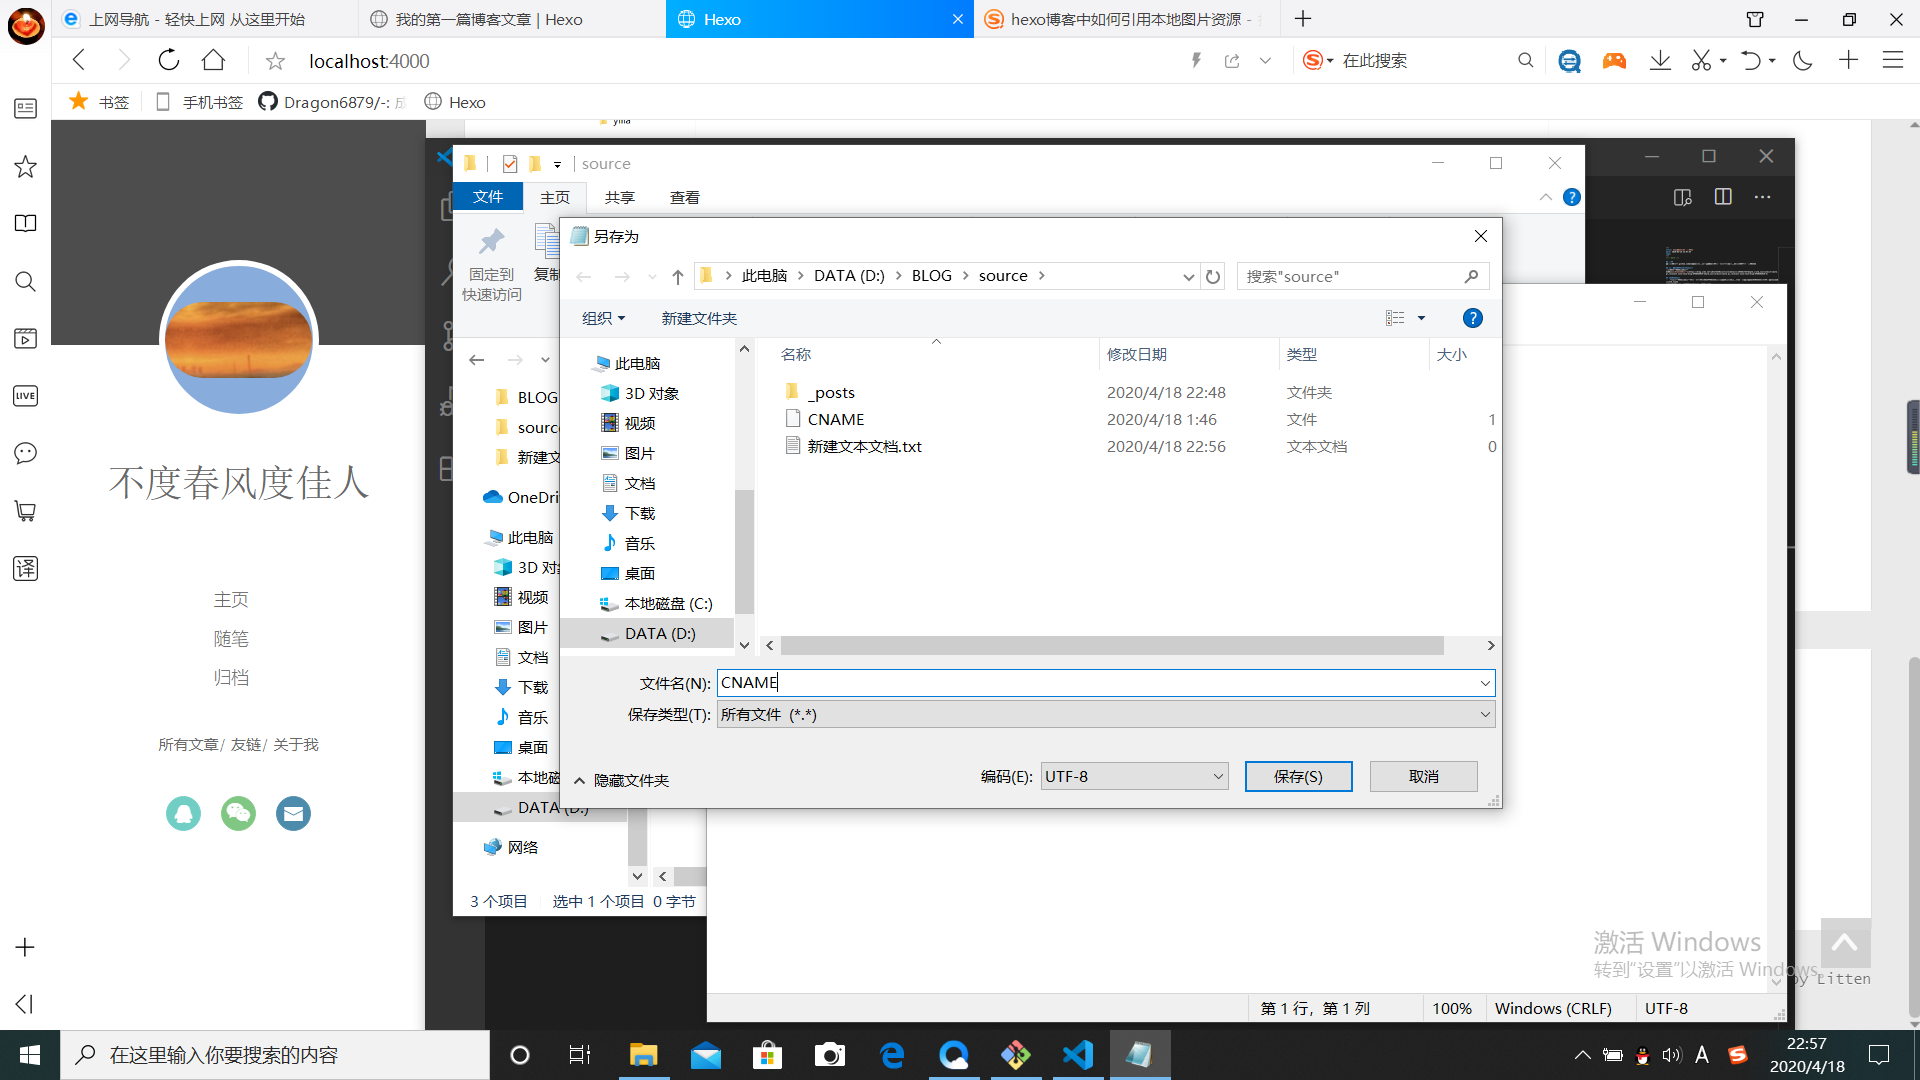 上网导航 - 轻快上网 从这里开始
我的第一篇博客文章 | Hexo
Hexo
hexo博客中如何引用本地图片资源 -
localhost:4000
在此搜索
书签
手机书签
Dragon6879/-: 成
Hexo
yilia
source
文件
主页
共享
查看
固定到
快速访问
复制
另存为
此电脑
DATA (D:)
BLOG
source
搜索"source"
组织
新建文件夹
名称
修改日期
类型
大小
_posts
2020/4/18 22:48
文件夹
CNAME
2020/4/18 1:46
文件
1
新建文本文档.txt
2020/4/18 22:56
文本文档
0
此电脑
3D 对象
视频
图片
文档
下载
音乐
桌面
本地磁盘 (C:)
DATA (D:)
文件名(N):
CNAME
保存类型(T):
所有文件 (*.*)
隐藏文件夹
编码(E):
UTF-8
保存(S)
取消
BLOG
sourc
新建文
OneDri
此电脑
3D 对
视频
图片
文档
下载
音乐
桌面
本地磁
DATA (D:)
网络
3 个项目
选中 1 个项目 0 字节
LIVE
译
不度春风度佳人
主页
随笔
归档
所有文章/ 友链/ 关于我
激活 Windows
转到"设置"以激活 Windows。
by Litten
第 1 行，第 1 列
100%
Windows (CRLF)
UTF-8
在这里输入你要搜索的内容
A
22:57
2020/4/18